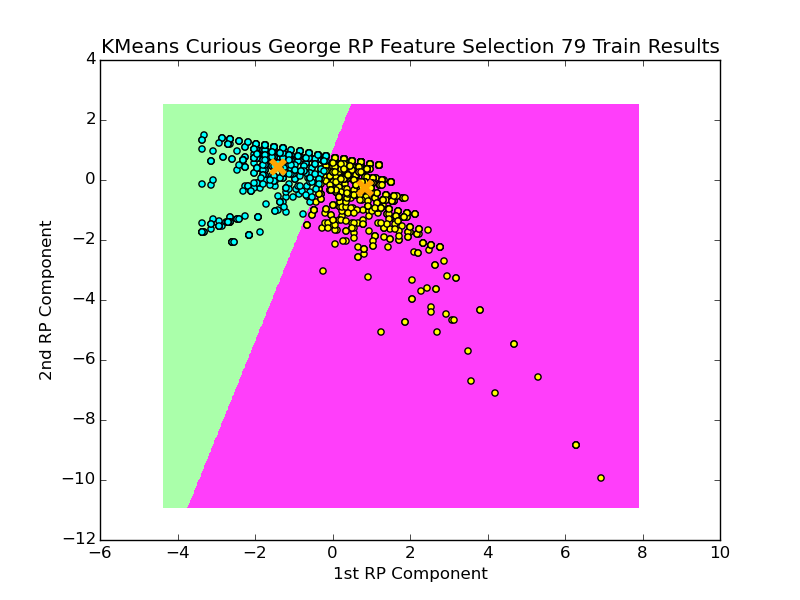 KMeans Curious George RP Feature Selection 79 Train Results
4
2
0
−2
−4
−6
−8
−10
−12
2nd RP Component
−6 −4 −2 0 2 4 6 8 10
1st RP Component